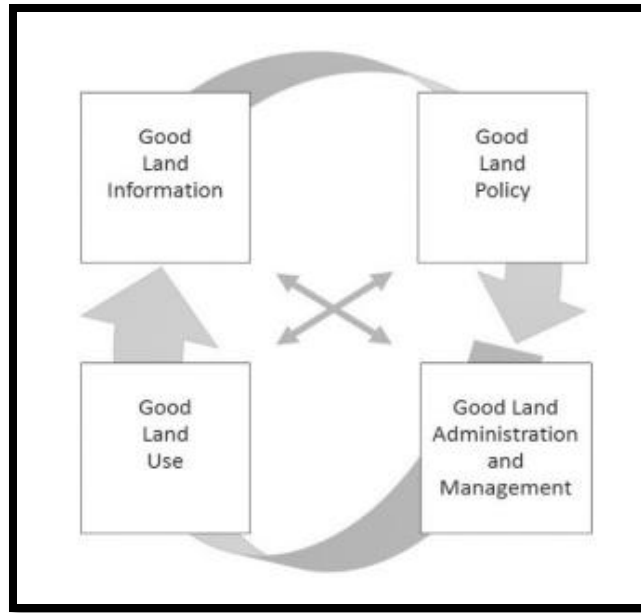 Good
Land
Information
Good
Land
Policy
Good
Land
Use
Good Land
Administration
and
Management